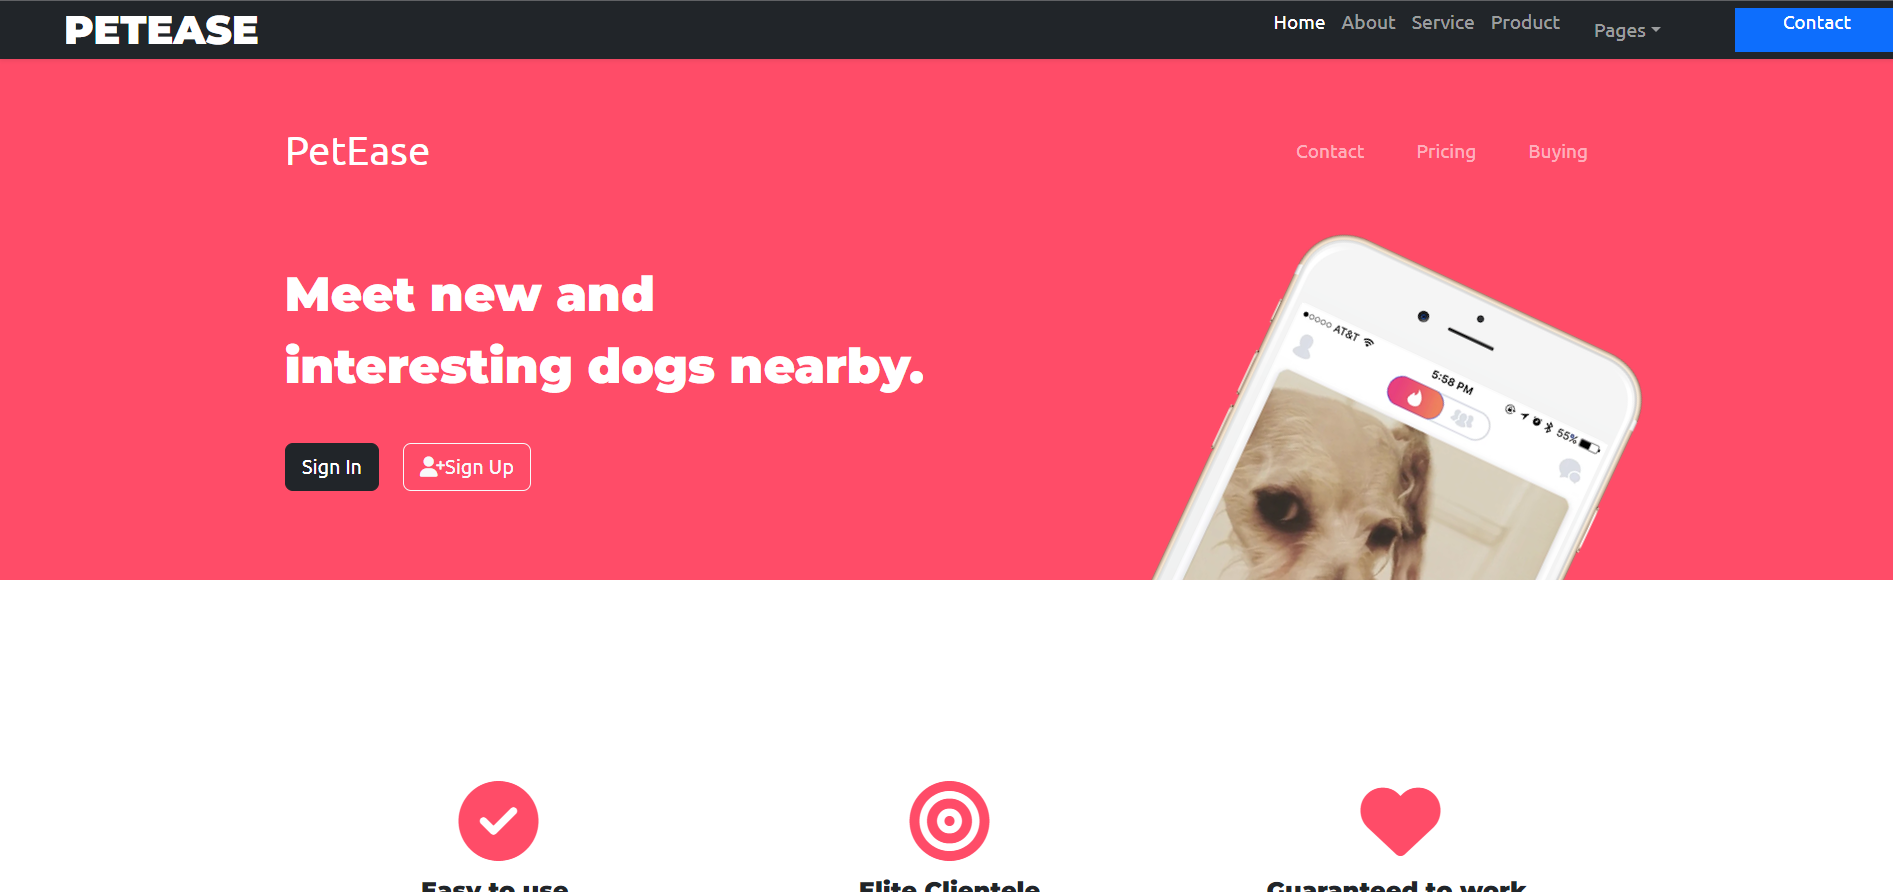 PETEASE
Home About Service Product Pages Contact
PetEase
Contact Pricing Buying
Meet new and
interesting dogs nearby.
Sign In Sign Up
AT&T
5:58 PM
55%
Easy to use Elite Clientele Guaranteed to work